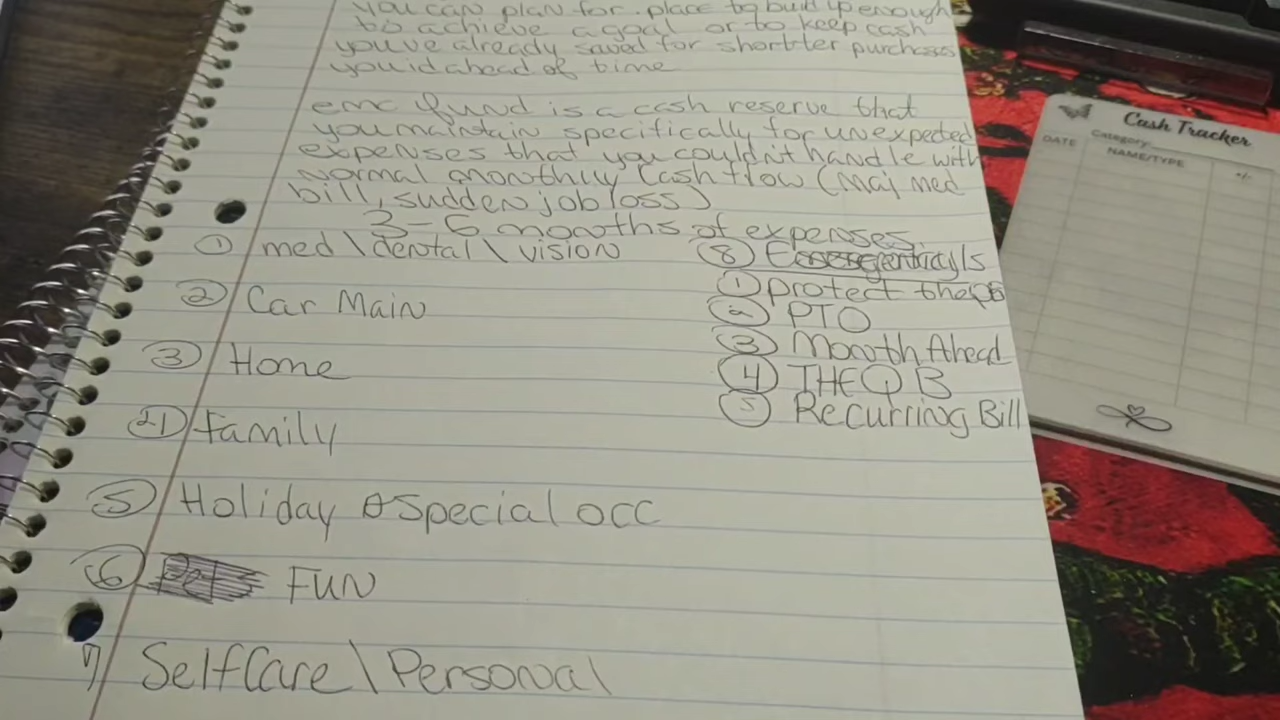 you can plan for. place to build up enough
to achieve a goal or to keep cash
you've already saved for shortter purchases
you id ahead of time
emc fund is a cash reserve that
you maintain specifically for unexpected
expenses that you couldn't handle with
normal monthly cash flow (Maj med
bill, sudden job loss)
3-6 months of expenses
① med\dental\vision
② Car Main
③ Home
④ Family
⑤ Holiday & Special occ
⑥ FUN
7 Selfcare\Personal
⑧
① protect the QB
② PTO
③ Month Ahead
④ THE QB
⑤ Recurring Bill
Cash Tracker
Category:
DATE NAME/TYPE +/-